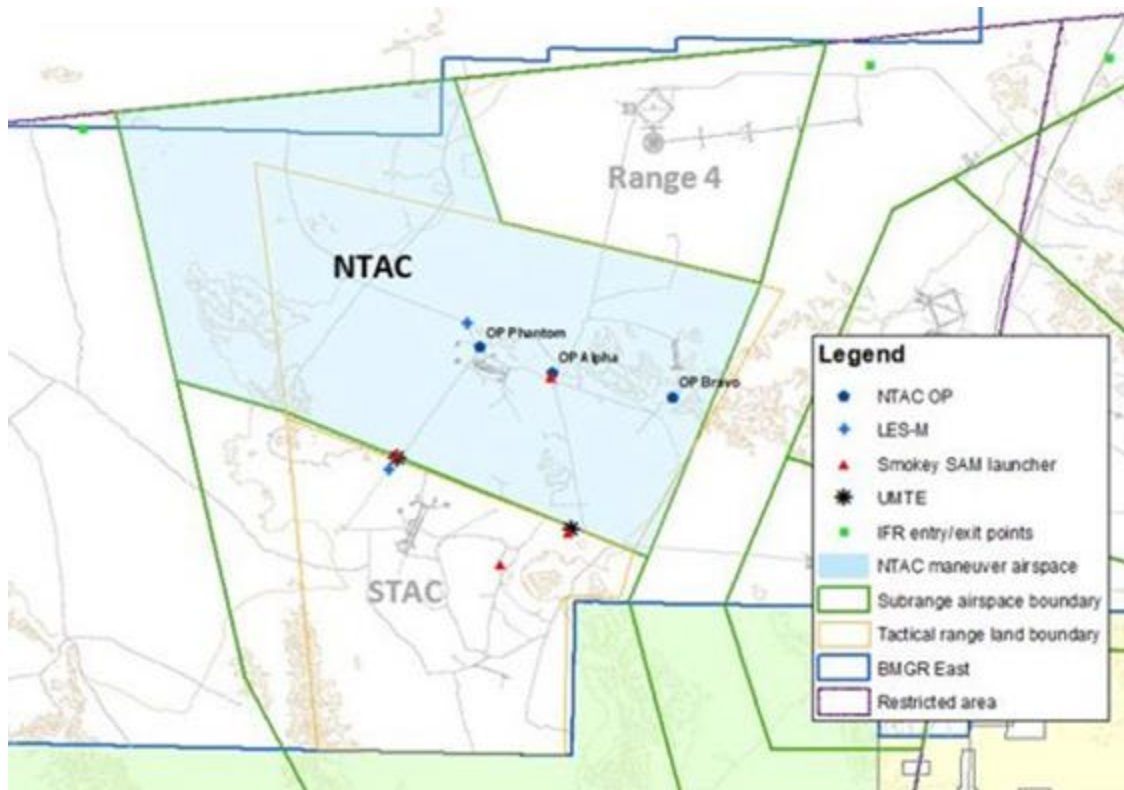 Range 4
NTAC
OP Phantom
OP Alpha
OP Bravo
STAC
Legend
NTAC OP
LES-M
Smokey SAM launcher
UMTE
IFR entry/exit points
NTAC maneuver airspace
Subrange airspace boundary
Tactical range land boundary
BMGR East
Restricted area